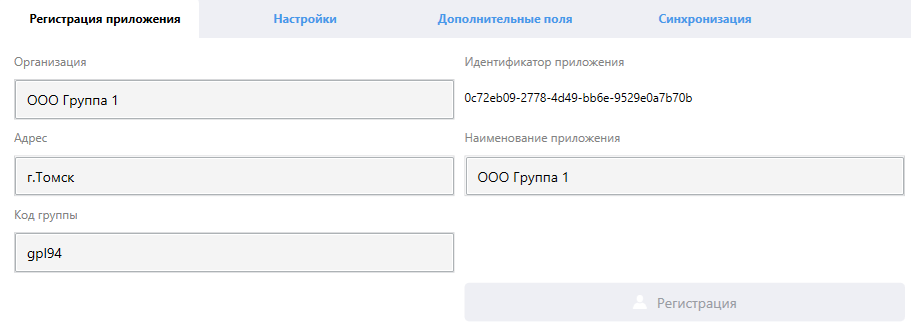 Регистрация приложения
Настройки
Дополнительные поля
Синхронизация
Организация
ООО Группа 1
Идентификатор приложения
0c72eb09-2778-4d49-bb6e-9529e0a7b70b
Адрес
г.Томск
Наименование приложения
ООО Группа 1
Код группы
gpl94
Регистрация